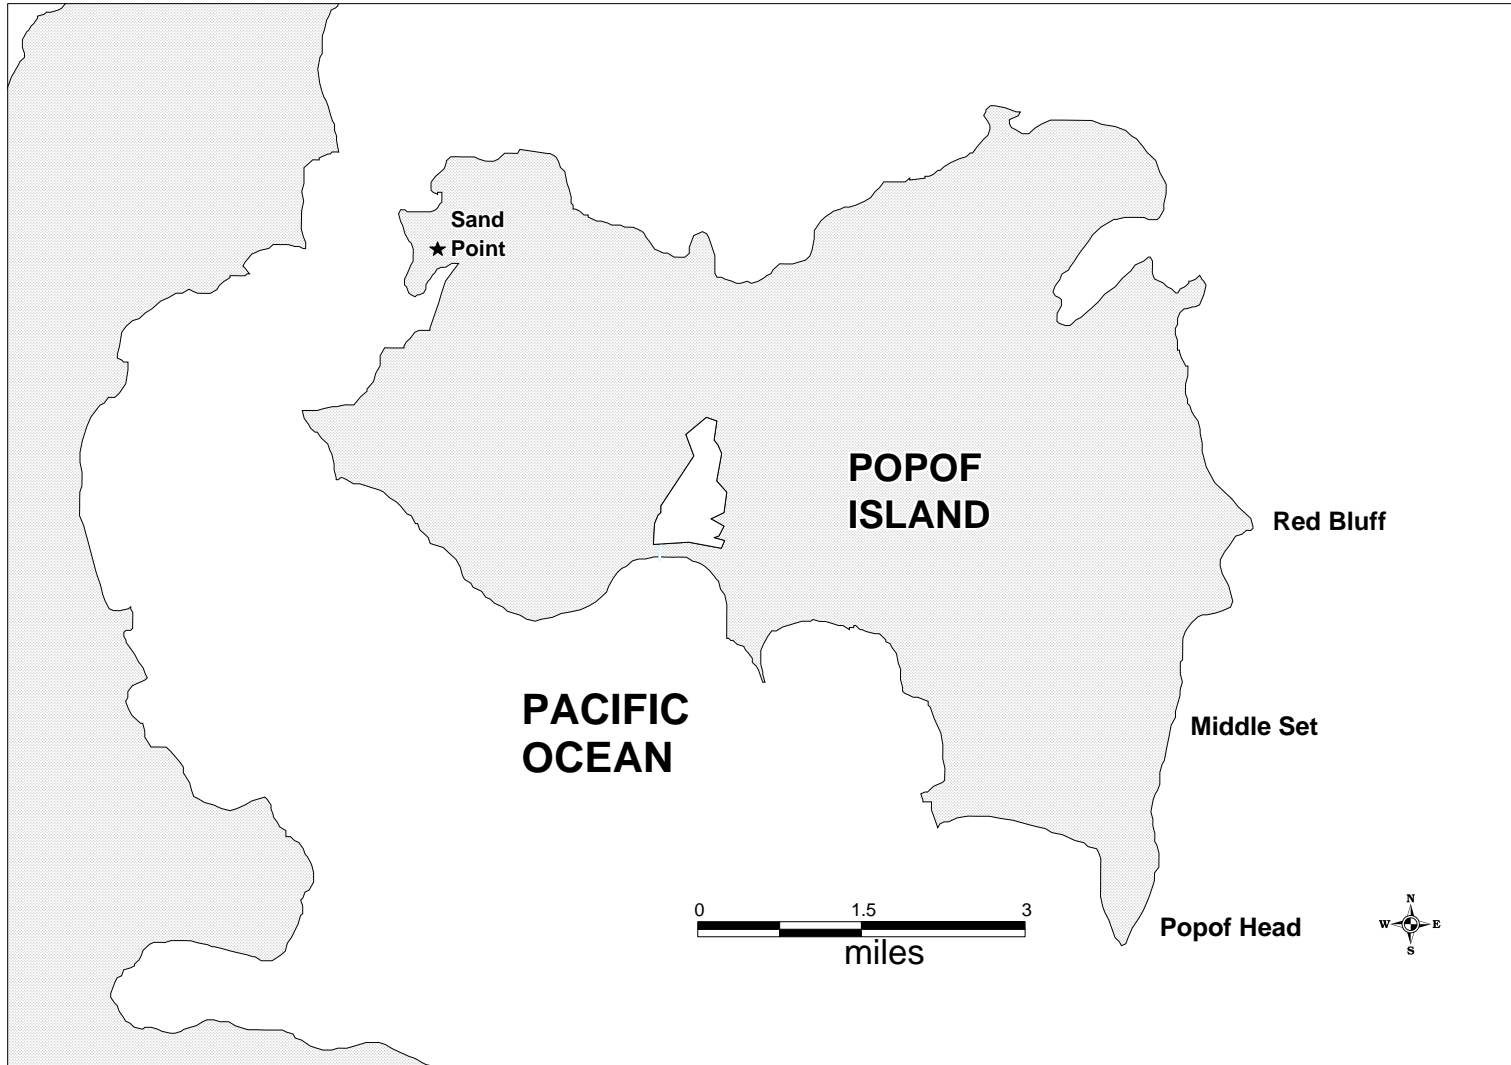 Sand
Point
POPOF
ISLAND
Red Bluff
PACIFIC
OCEAN
Middle Set
0 1.5 3
miles
Popof Head
N
W E
S